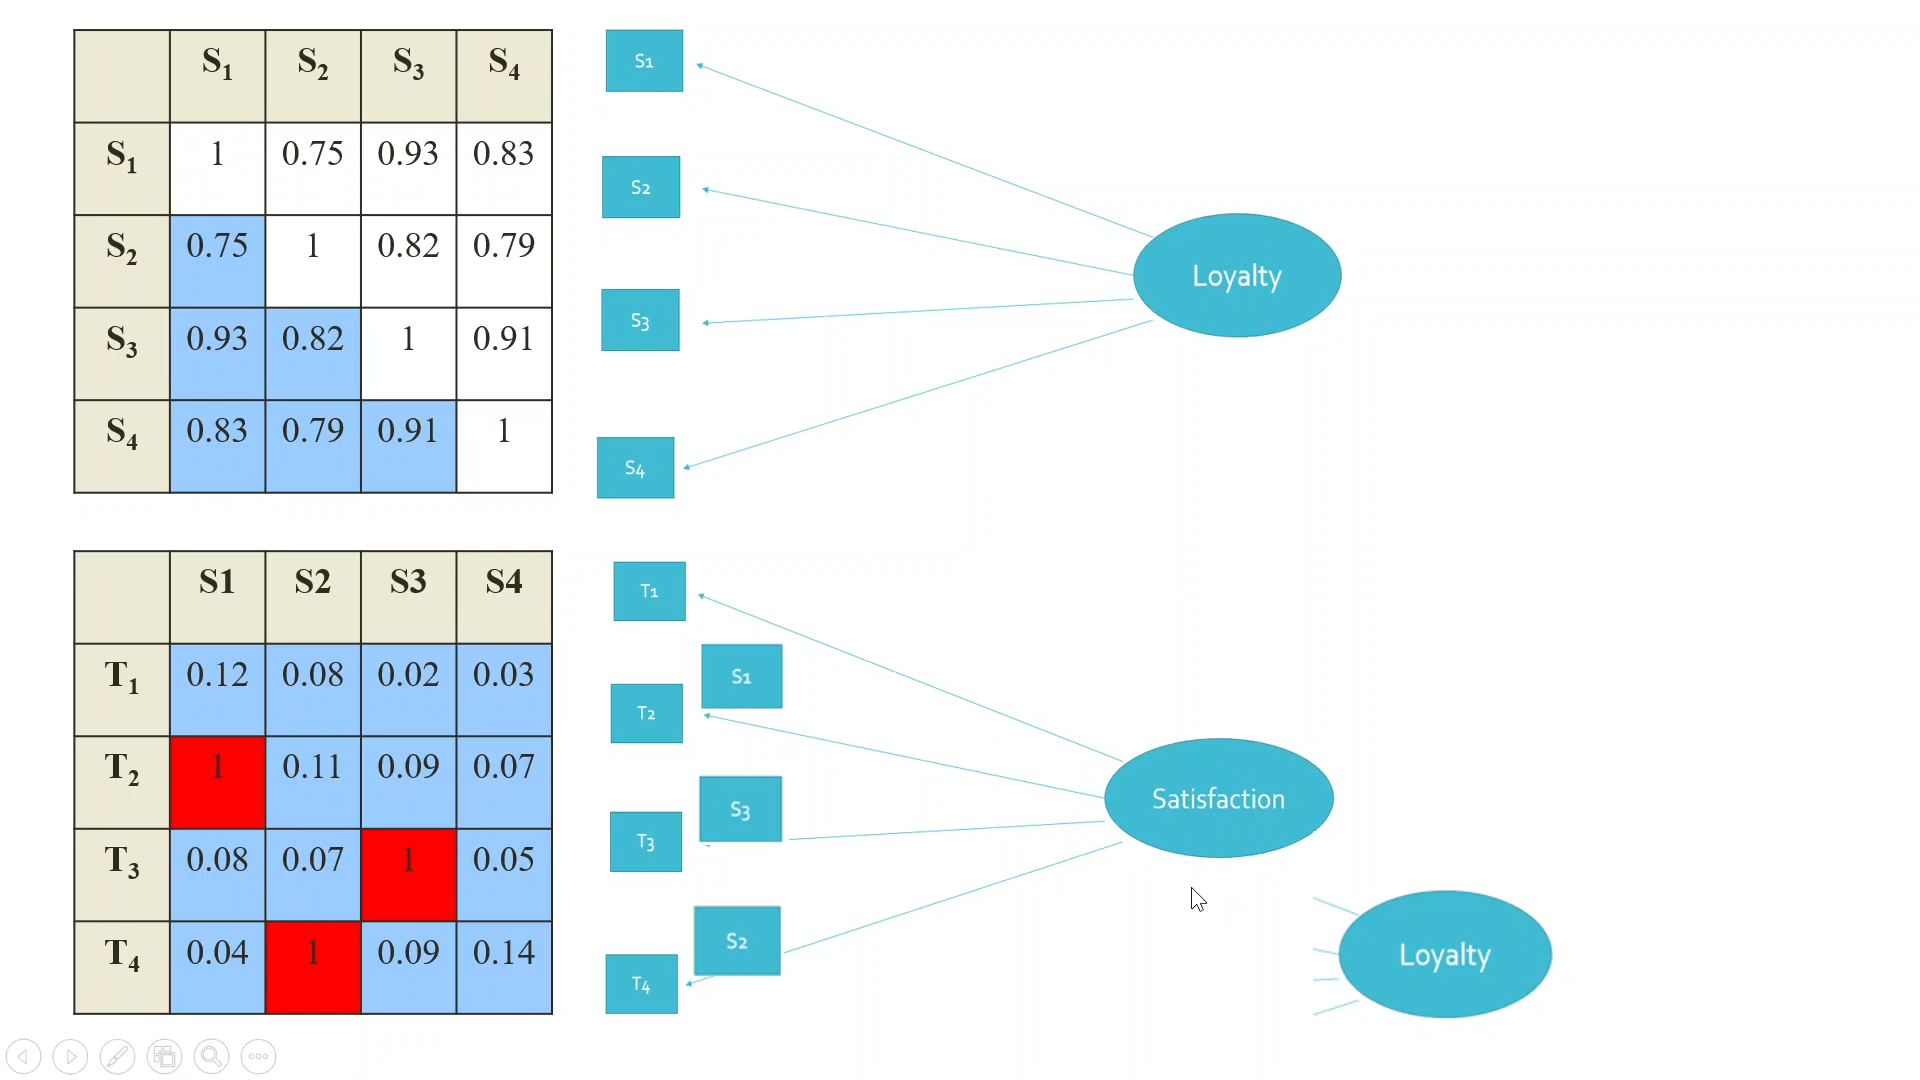 S1 S2 S3 S4
S1 1 0.75 0.93 0.83
S2 0.75 1 0.82 0.79
S3 0.93 0.82 1 0.91
S4 0.83 0.79 0.91 1
S1
S2
S3
S4
Loyalty
S1 S2 S3 S4
T1 0.12 0.08 0.02 0.03
T2 1 0.11 0.09 0.07
T3 0.08 0.07 1 0.05
T4 0.04 1 0.09 0.14
T1
S1
T2
S3
T3
S2
T4
Satisfaction
Loyalty